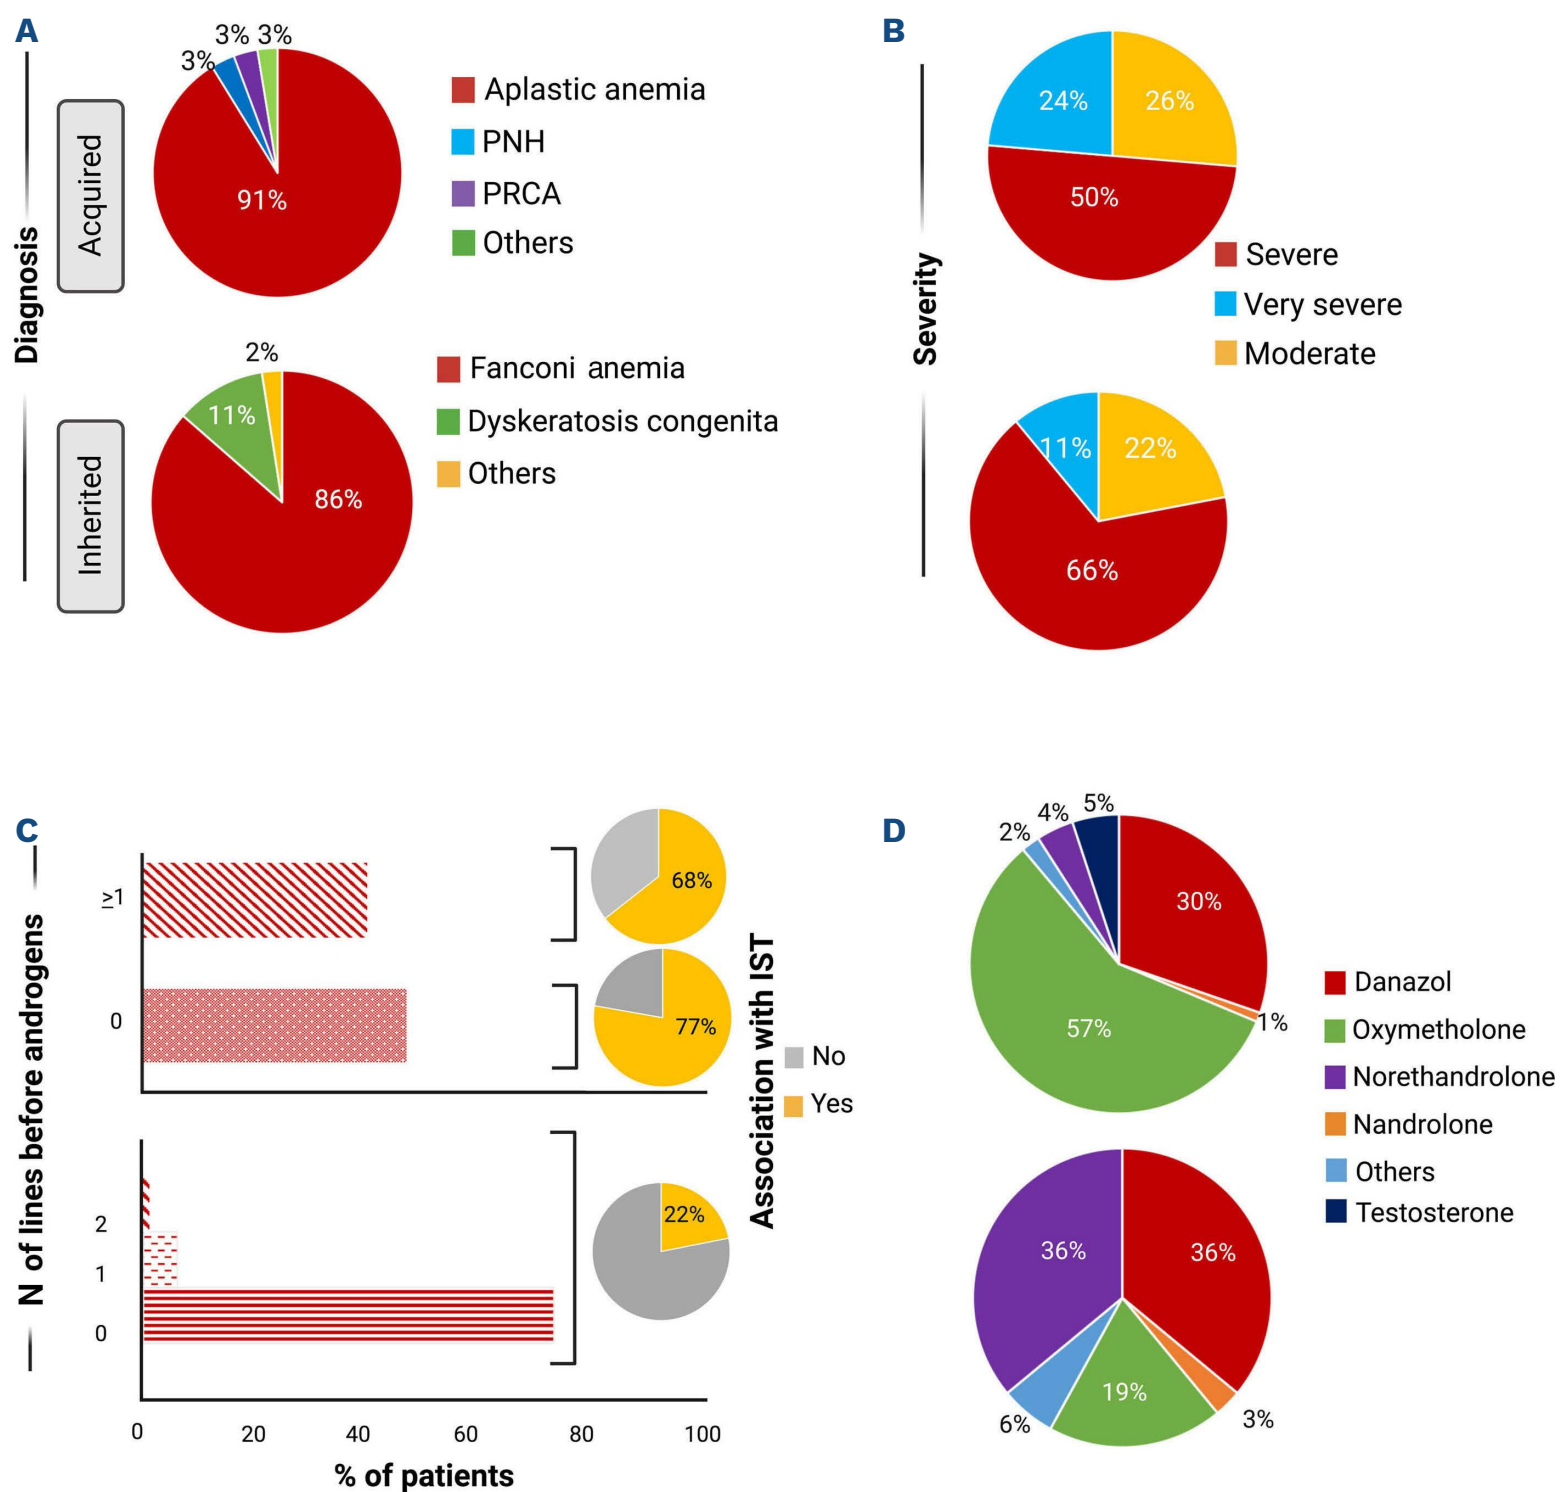 A
Diagnosis
Acquired
3%
3%
3%
91%
Aplastic anemia
PNH
PRCA
Others
Inherited
2%
11%
86%
Fanconi anemia
Dyskeratosis congenita
Others
B
Severity
24%
26%
50%
Severe
Very severe
Moderate
11%
22%
66%
C
N of lines before androgens
≥1
0
68%
77%
Association with IST
No
Yes
2
1
0
22%
0 20 40 60 80 100
% of patients
D
2%
4%
5%
30%
1%
57%
Danazol
Oxymetholone
Norethandrolone
Nandrolone
Others
Testosterone
36%
36%
19%
6%
3%